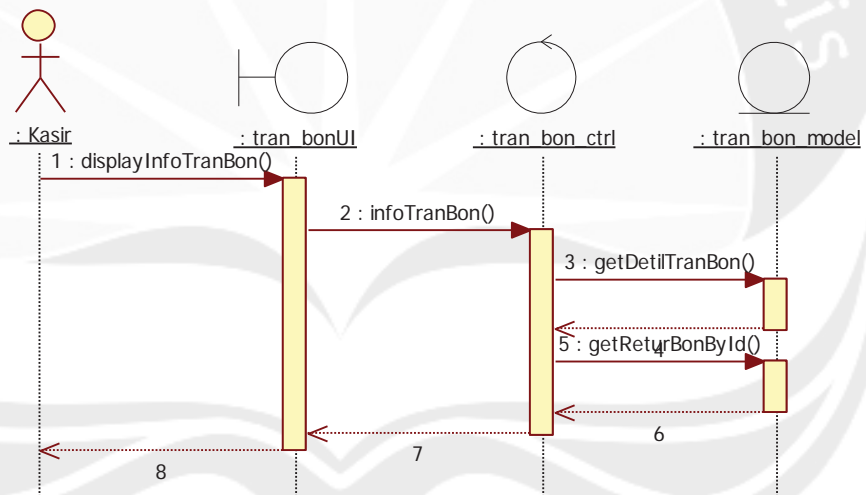 : Kasir
: tran_bonUI
: tran_bon_ctrl
: tran_bon_model
1 : displayInfoTranBon()
2 : infoTranBon()
3 : getDetilTranBon()
4
5 : getReturBonById()
6
7
8